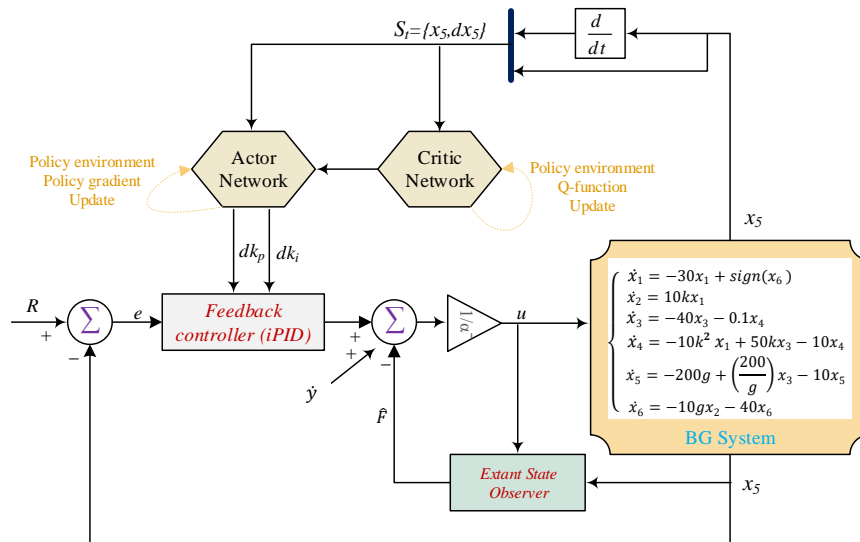 S_t={x_5,dx_5}
d
dt
Actor
Network
Critic
Network
Policy environment
Policy gradient
Update
Policy environment
Q-function
Update
x_5
dk_p
dk_i
R
+
−
Σ
e
Feedback
controller (iPID)
+
+
−
Σ
ẏ
1/α
u
F̂
ẋ_1 = −30x_1 + sign(x_6)
ẋ_2 = 10kx_1
ẋ_3 = −40x_3 − 0.1x_4
ẋ_4 = −10k² x_1 + 50kx_3 − 10x_4
ẋ_5 = −200g + (200/g) x_3 − 10x_5
ẋ_6 = −10gx_2 − 40x_6
BG System
Extant State
Observer
x_5